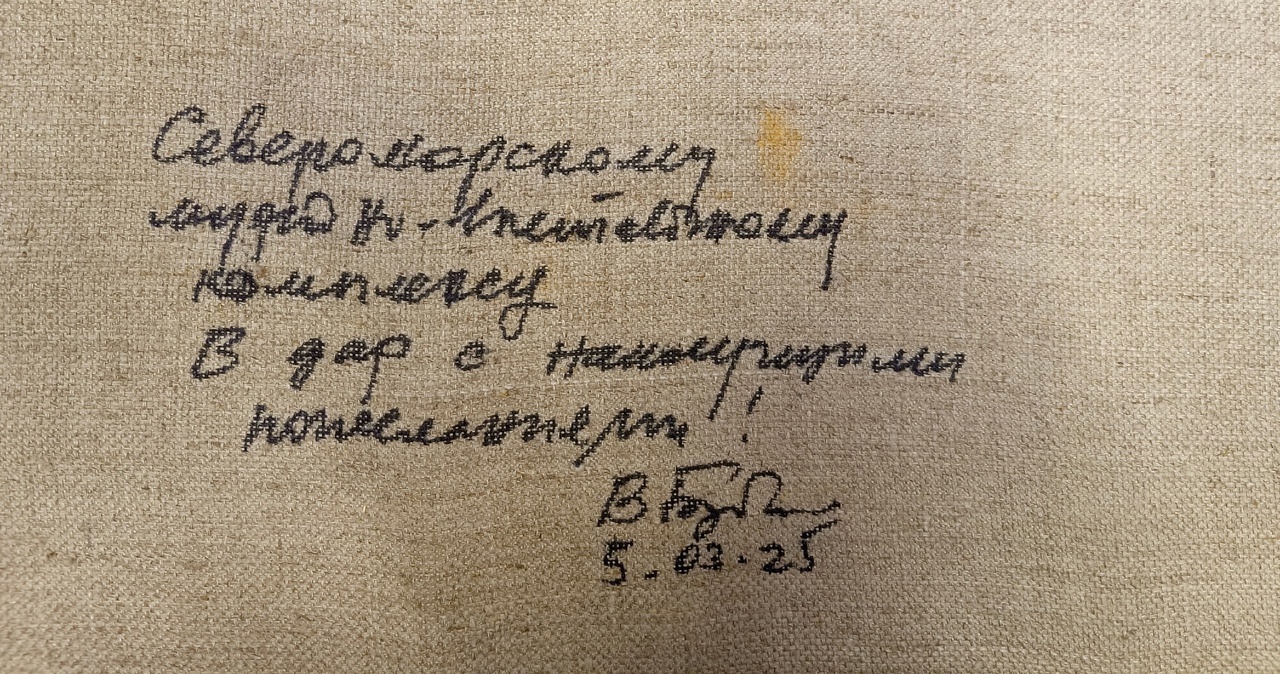 Североморскому
музейно-выставочному
комплексу
В дар с наилучшими
пожеланиями!
В
5.03.25